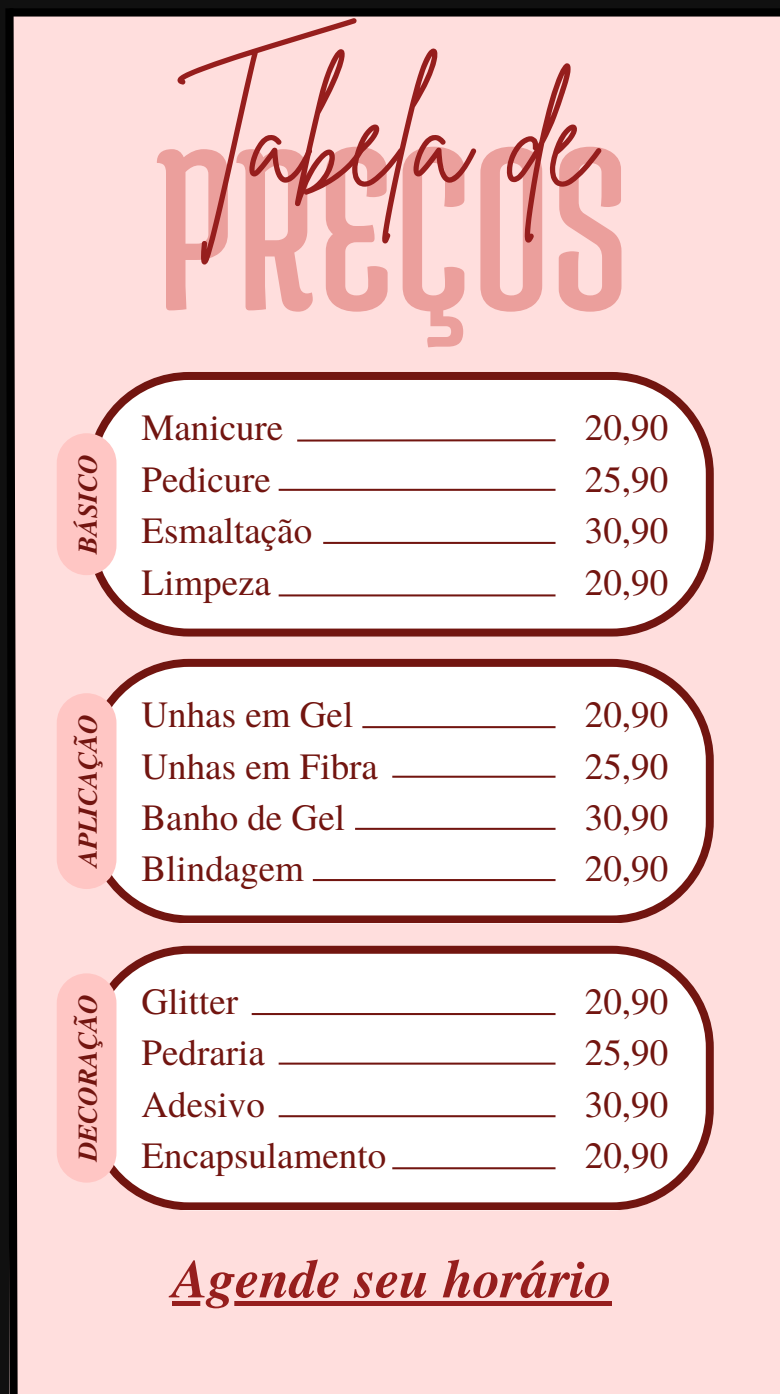 Tabela de
PREÇOS
BÁSICO
Manicure 20,90
Pedicure 25,90
Esmaltação 30,90
Limpeza 20,90
APLICAÇÃO
Unhas em Gel 20,90
Unhas em Fibra 25,90
Banho de Gel 30,90
Blindagem 20,90
DECORAÇÃO
Glitter 20,90
Pedraria 25,90
Adesivo 30,90
Encapsulamento 20,90
Agende seu horário